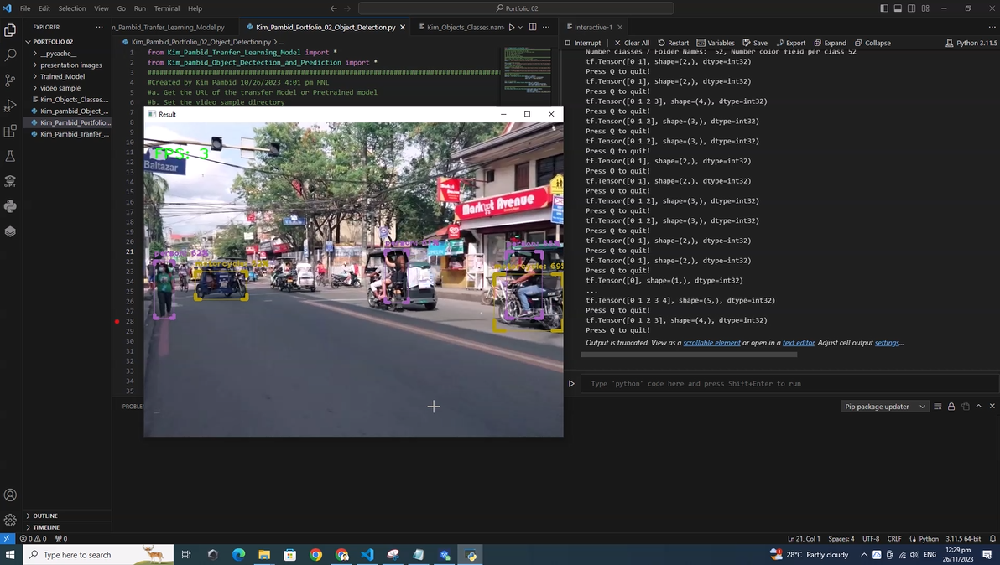 File Edit Selection View Go Run Terminal Help
Portfolio 02
EXPLORER
PORTFOLIO 02
__pycache__
presentation images
Trained_Model
video sample
Kim_Objects_Classes....
Kim_pambid_Object_...
Kim_Pambid_Portfolio...
Kim_Pambid_Tranfer_...
OUTLINE
TIMELINE
n_Pambid_Tranfer_Learning_Model.py
Kim_Pambid_Portfolio_02_Object_Detection.py
Kim_Objects_Classes.name
Kim_Pambid_Portfolio_02_Object_Detection.py > ...
1 from Kim_Pambid_Tranfer_Learning_Model import *
2 from Kim_pambid_Object_Dectection_and_Prediction import *
3 ####################################################################################
4 #Created by Kim Pambid 10/26/2023 4:01 pm MNL
5 #a. Get the URL of the transfer Model or Pretrained model
6 #b. Set the video sample directory
7
8
9
10
11
12
13
14
15
16
17
18
19
20
21
22
23
24
25
26
27
28
29
30
31
32
33
34
35
Result
FPS: 3
Baltazar
Market Avenue
person: 62%
PROBLEM
Interactive-1
Interrupt Clear All Restart Variables Save Export Expand Collapse
Python 3.11.5
Number classes / Folder Names: 52, Number color field per class 52
tf.Tensor([0 1], shape=(2,), dtype=int32)
Press Q to quit!
tf.Tensor([0 1], shape=(2,), dtype=int32)
Press Q to quit!
tf.Tensor([0 1 2 3], shape=(4,), dtype=int32)
Press Q to quit!
tf.Tensor([0 1 2], shape=(3,), dtype=int32)
Press Q to quit!
tf.Tensor([0 1 2], shape=(3,), dtype=int32)
Press Q to quit!
tf.Tensor([0 1], shape=(2,), dtype=int32)
Press Q to quit!
tf.Tensor([0 1], shape=(2,), dtype=int32)
Press Q to quit!
tf.Tensor([0 1 2], shape=(3,), dtype=int32)
Press Q to quit!
tf.Tensor([0 1 2], shape=(3,), dtype=int32)
Press Q to quit!
tf.Tensor([0 1], shape=(2,), dtype=int32)
Press Q to quit!
tf.Tensor([0 1], shape=(2,), dtype=int32)
Press Q to quit!
tf.Tensor([0], shape=(1,), dtype=int32)
...
tf.Tensor([0 1 2 3 4], shape=(5,), dtype=int32)
Press Q to quit!
tf.Tensor([0 1 2 3], shape=(4,), dtype=int32)
Press Q to quit!
Output is truncated. View as a scrollable element or open in a text editor. Adjust cell output settings...
Type 'python' code here and press Shift+Enter to run
Pip package updater
0 0 0
Ln 21, Col 1 Spaces: 4 UTF-8 CRLF Python 3.11.5 64-bit
Type here to search
28°C Partly cloudy
ENG
12:29 pm
26/11/2023